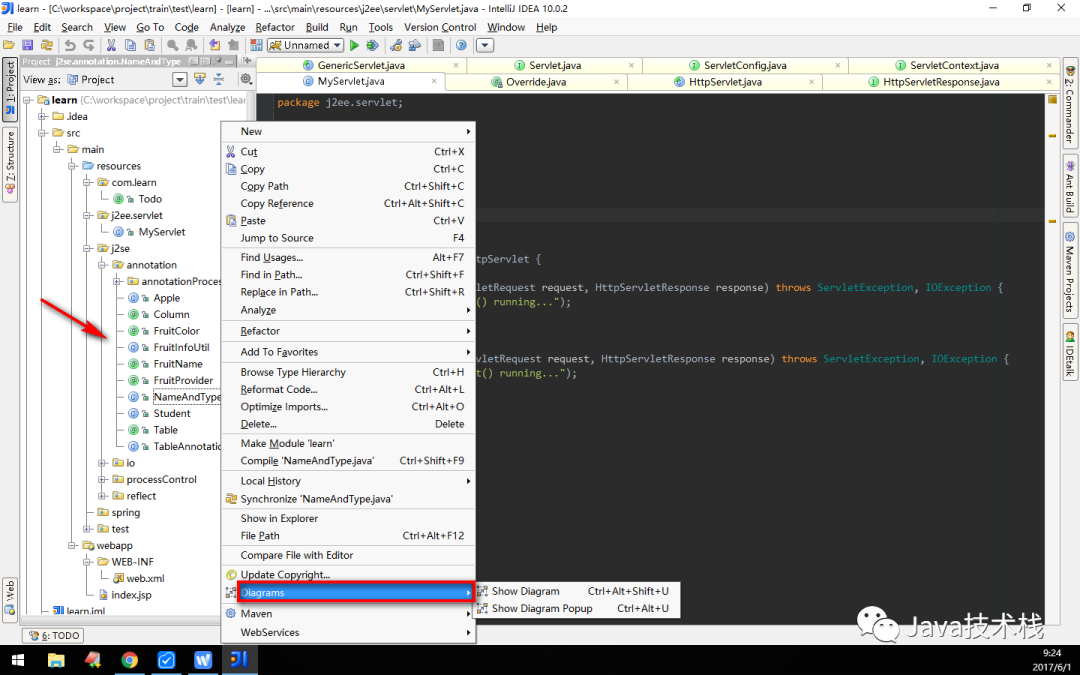 learn - [C:\workspace\project\train\test\learn] - [learn] - ...\src\main\resources\j2ee\servlet\MyServlet.java - IntelliJ IDEA 10.0.2
File Edit Search View Go To Code Analyze Refactor Build Run Tools Version Control Window Help
Unnamed
Project j2se.annotation.NameAndType
View as: Project
1: Project
7: Structure
Web
GenericServlet.java
Servlet.java
ServletConfig.java
ServletContext.java
MyServlet.java
Override.java
HttpServlet.java
HttpServletResponse.java
learn (C:\workspace\project\train\test\lear
.idea
src
main
resources
com.learn
Todo
j2ee.servlet
MyServlet
j2se
annotation
annotationProces
Apple
Column
FruitColor
FruitInfoUtil
FruitName
FruitProvider
NameAndType
Student
Table
TableAnnotatio
io
processControl
reflect
spring
test
webapp
WEB-INF
web.xml
index.jsp
learn.iml
package j2ee.servlet;
tpServlet {
letRequest request, HttpServletResponse response) throws ServletException, IOException {
() running...");
vletRequest request, HttpServletResponse response) throws ServletException, IOException {
t() running...");
New
Cut Ctrl+X
Copy Ctrl+C
Copy Path Ctrl+Shift+C
Copy Reference Ctrl+Alt+Shift+C
Paste Ctrl+V
Jump to Source F4
Find Usages... Alt+F7
Find in Path... Ctrl+Shift+F
Replace in Path... Ctrl+Shift+R
Analyze
Refactor
Add To Favorites
Browse Type Hierarchy Ctrl+H
Reformat Code... Ctrl+Alt+L
Optimize Imports... Ctrl+Alt+O
Delete... Delete
Make Module 'learn'
Compile 'NameAndType.java' Ctrl+Shift+F9
Local History
Synchronize 'NameAndType.java'
Show in Explorer
File Path Ctrl+Alt+F12
Compare File with Editor
Update Copyright...
Diagrams
Maven
WebServices
Show Diagram Ctrl+Alt+Shift+U
Show Diagram Popup Ctrl+Alt+U
2: Commander
Ant Build
Maven Projects
IDEtalk
6: TODO
Java技术栈
9:24
2017/6/1